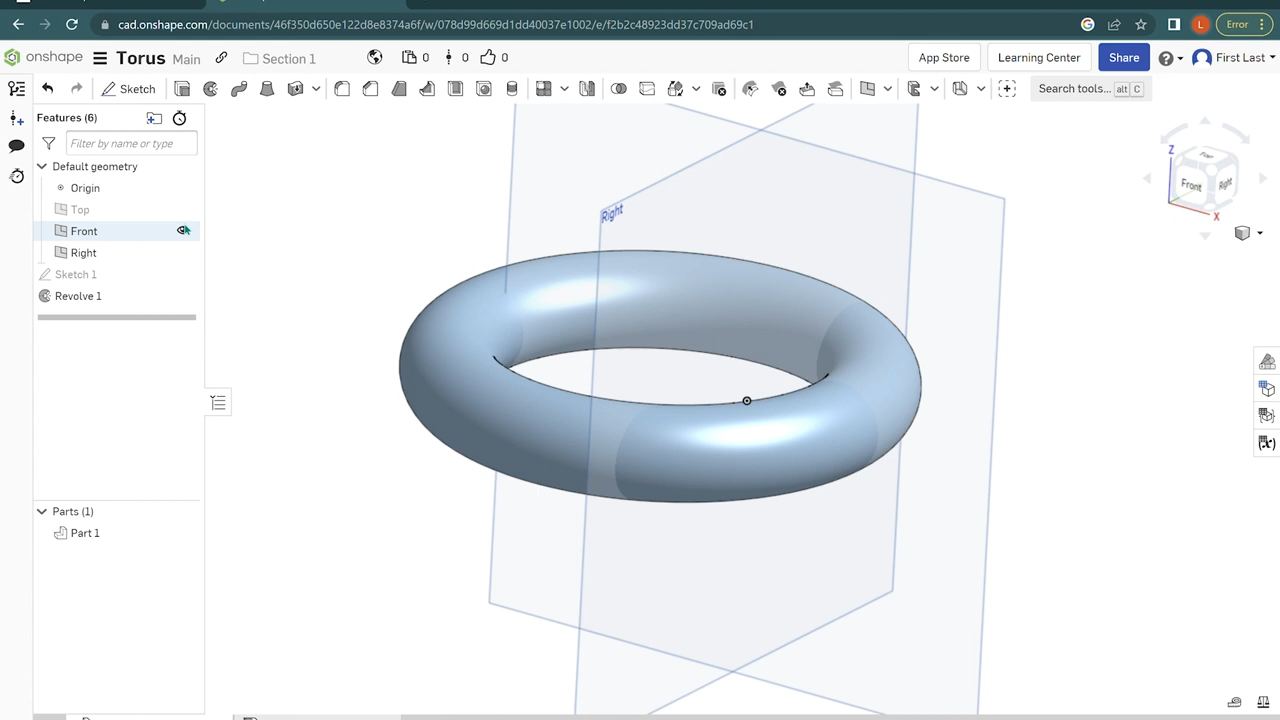 cad.onshape.com/documents/46f350d650e122d8e8374a6f/w/078d99d669d1dd40037e1002/e/f2b2c48923dd37c709ad69c1
L
Error
onshape Torus Main Section 1 0 0 0 App Store Learning Center Share First Last
Sketch Search tools... alt C
Features (6)
Filter by name or type
Default geometry
Origin
Top
Front
Right
Sketch 1
Revolve 1
Parts (1)
Part 1
Right
Z
Top
Front
Right
X
(x)